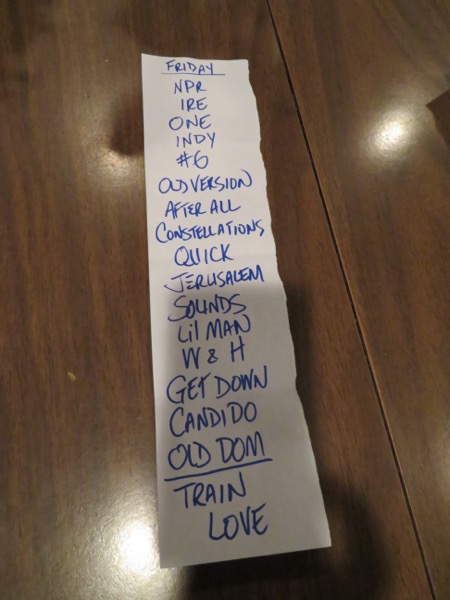 FRIDAY
NPR
IRE
ONE
INDY
#6
OLD VERSION
AFTER ALL
CONSTELLATIONS
QUICK
JERUSALEM
SOUNDS
Lil MAN
W & H
GET DOWN
CANDIDO
OLD DOM
TRAIN
LOVE